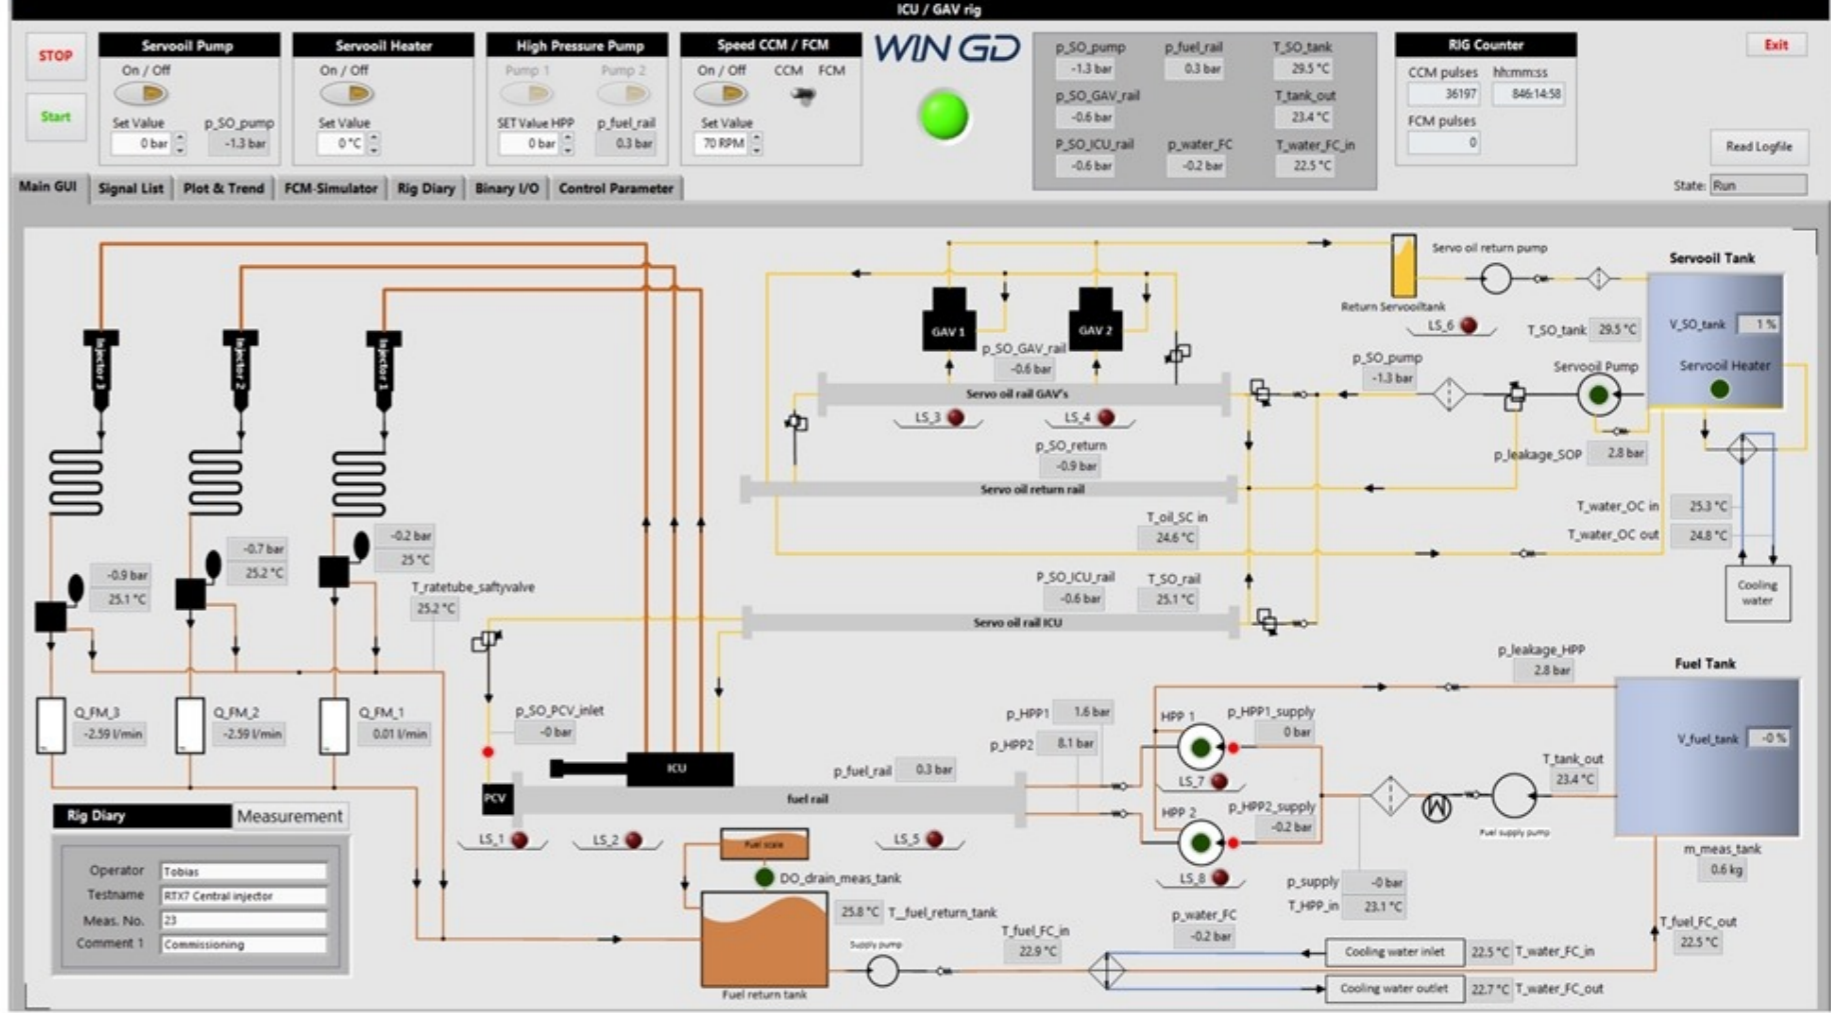 ICU / GAV rig
STOP
Start
Servooil Pump
On / Off
Set Value
p_SO_pump
0 bar
-1.3 bar
Servooil Heater
On / Off
Set Value
0 °C
High Pressure Pump
Pump 1
Pump 2
SET Value HPP
p_fuel_rail
0 bar
0.3 bar
Speed CCM / FCM
On / Off
CCM
FCM
Set Value
70 RPM
WIN GD
p_SO_pump
p_fuel_rail
T_SO_tank
-1.3 bar
0.3 bar
29.5 °C
p_SO_GAV_rail
T_tank_out
-0.6 bar
23.4 °C
P_SO_ICU_rail
p_water_FC
T_water_FC_in
-0.6 bar
-0.2 bar
22.5 °C
RIG Counter
CCM pulses
hh:mm:ss
36197
846:14:58
FCM pulses
0
Exit
Read Logfile
State:
Run
Main GUI
Signal List
Plot & Trend
FCM-Simulator
Rig Diary
Binary I/O
Control Parameter
Injector 3
Injector 2
Injector 1
GAV 1
GAV 2
p_SO_GAV_rail
-0.6 bar
Servo oil rail GAV's
LS_3
LS_4
p_SO_return
-0.9 bar
Servo oil return rail
Servo oil return pump
Return Servooiltank
LS_6
Servooil Tank
T_SO_tank
29.5 °C
V_SO_tank
1 %
p_SO_pump
-1.3 bar
Servooil Pump
Servooil Heater
p_leakage_SOP
2.8 bar
T_water_OC in
25.3 °C
T_water_OC out
24.8 °C
Cooling
water
T_oil_SC in
24.6 °C
P_SO_ICU_rail
-0.6 bar
T_SO_rail
25.1 °C
Servo oil rail ICU
-0.9 bar
25.1 °C
-0.7 bar
25.2 °C
-0.2 bar
25 °C
T_ratetube_saftyvalve
25.2 °C
Q_FM_3
-2.59 l/min
Q_FM_2
-2.59 l/min
Q_FM_1
0.01 l/min
p_SO_PCV_inlet
-0 bar
ICU
PCV
p_fuel_rail
0.3 bar
fuel rail
LS_1
LS_2
LS_5
p_HPP1
1.6 bar
p_HPP2
8.1 bar
HPP 1
p_HPP1_supply
0 bar
LS_7
HPP 2
p_HPP2_supply
-0.2 bar
LS_8
p_leakage_HPP
2.8 bar
Fuel Tank
V_fuel_tank
-0 %
T_tank_out
23.4 °C
Fuel supply pump
m_meas_tank
0.6 kg
p_supply
-0 bar
T_HPP_in
23.1 °C
Rig Diary
Measurement
Operator
Tobias
Testname
RTX7 Central injector
Meas. No.
23
Comment 1
Commissioning
Fuel scale
DO_drain_meas_tank
25.8 °C
T__fuel_return_tank
Fuel return tank
Supply pump
T_fuel_FC_in
22.9 °C
p_water_FC
-0.2 bar
Cooling water inlet
22.5 °C
T_water_FC_in
Cooling water outlet
22.7 °C
T_water_FC_out
T_fuel_FC_out
22.5 °C